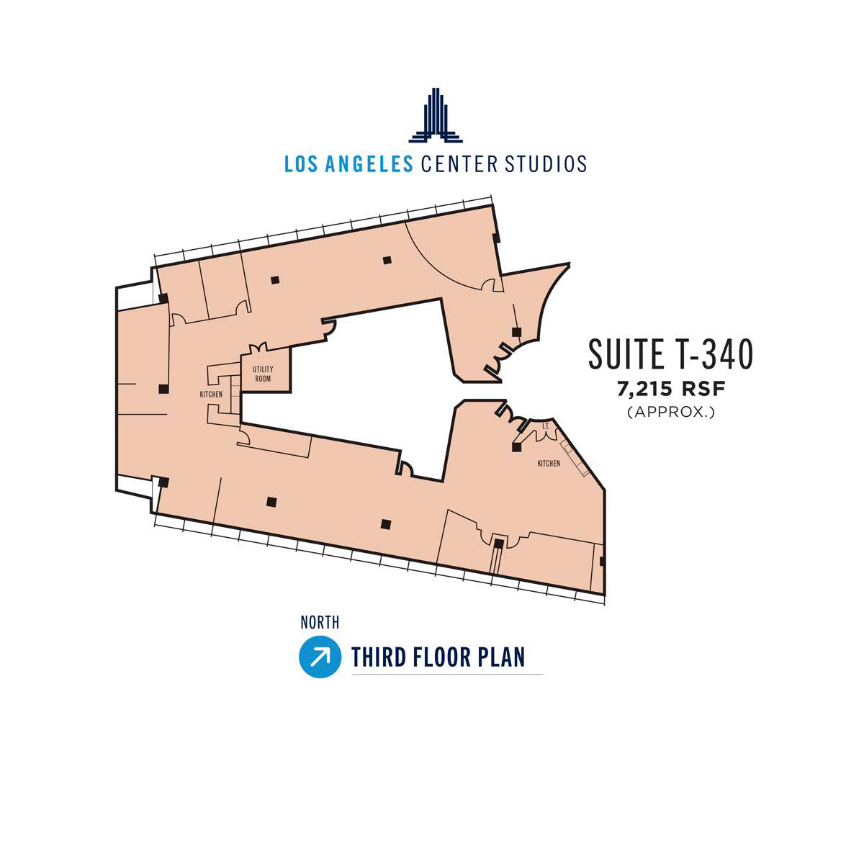 LOS ANGELES CENTER STUDIOS
SUITE T-340
7,215 RSF
(APPROX.)
UTILITY
ROOM
KITCHEN
I.E.
KITCHEN
NORTH
THIRD FLOOR PLAN